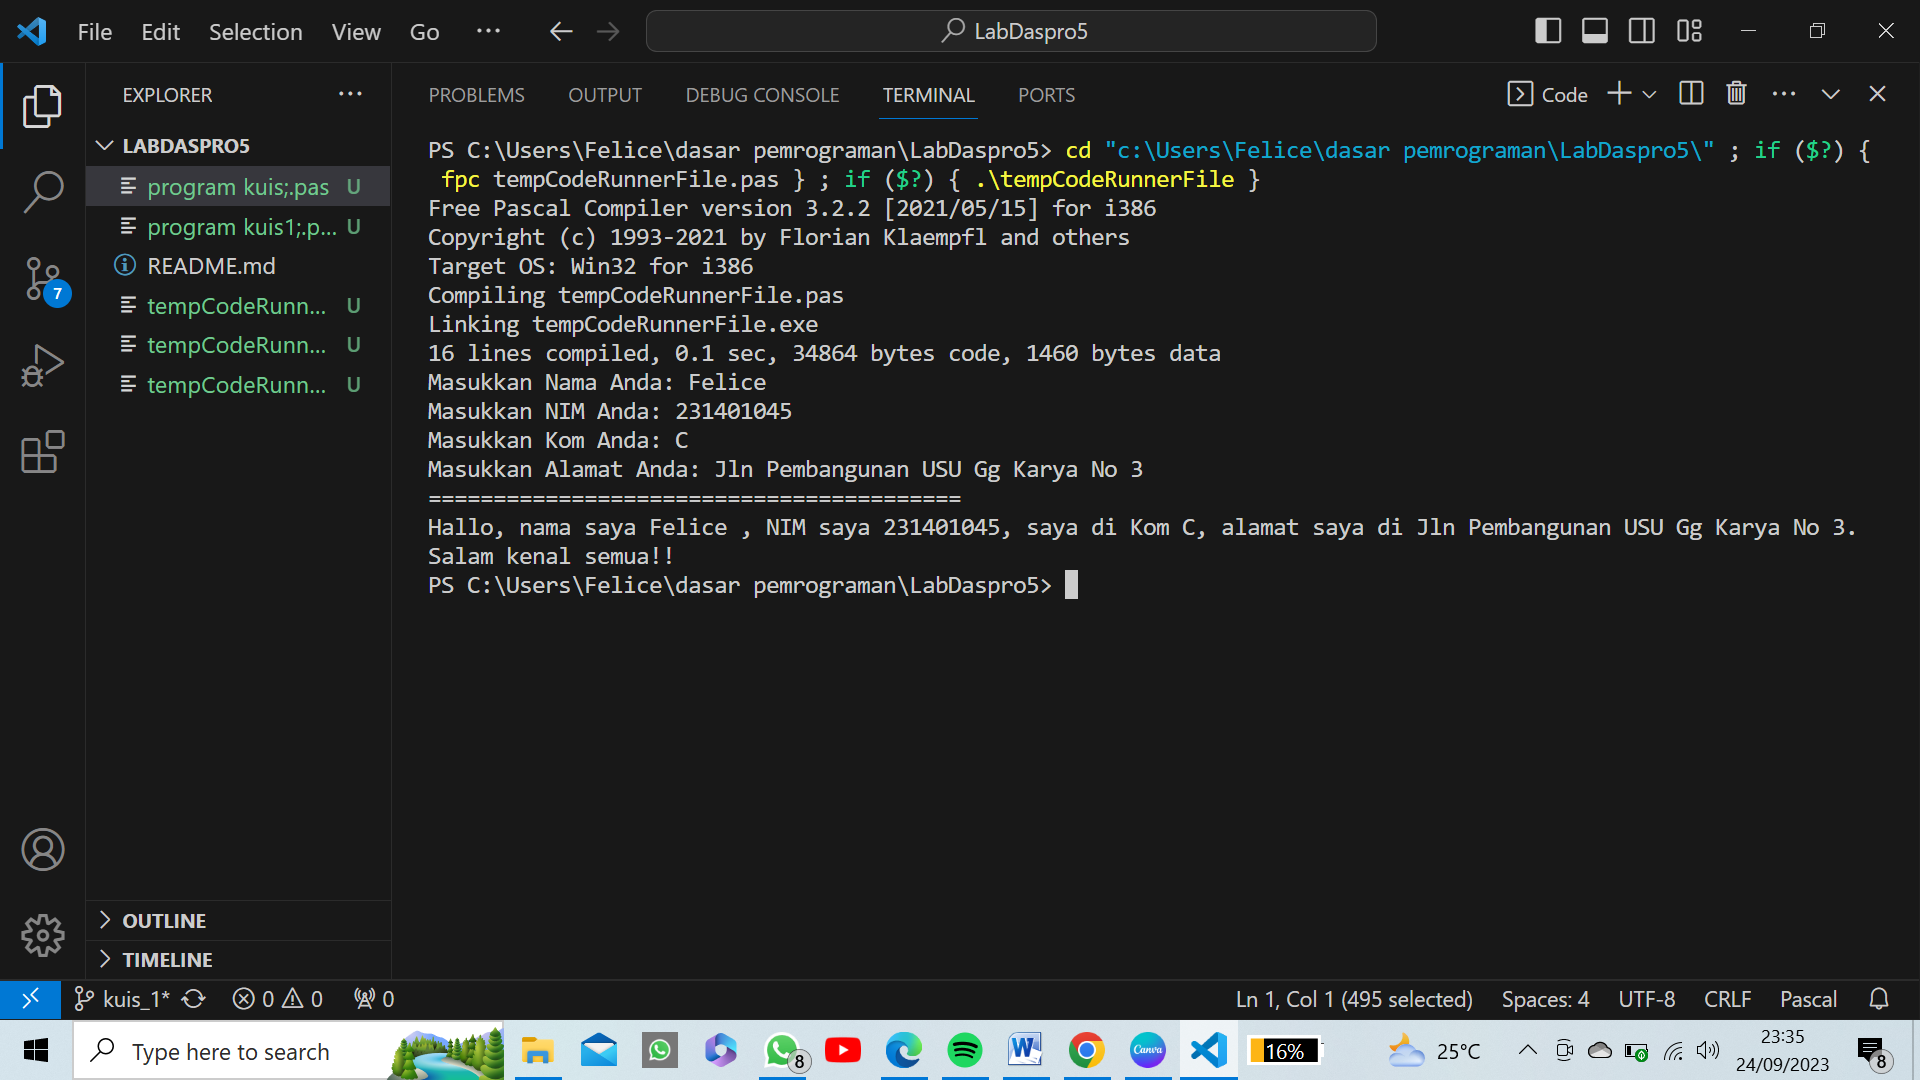 File Edit Selection View Go ··· LabDaspro5
EXPLORER ···
LABDASPRO5
program kuis;.pas U
program kuis1;.p... U
README.md
tempCodeRunn... U
tempCodeRunn... U
tempCodeRunn... U
OUTLINE
TIMELINE
7
PROBLEMS OUTPUT DEBUG CONSOLE TERMINAL PORTS Code ···
PS C:\Users\Felice\dasar pemrograman\LabDaspro5> cd "c:\Users\Felice\dasar pemrograman\LabDaspro5\" ; if ($?) {
fpc tempCodeRunnerFile.pas } ; if ($?) { .\tempCodeRunnerFile }
Free Pascal Compiler version 3.2.2 [2021/05/15] for i386
Copyright (c) 1993-2021 by Florian Klaempfl and others
Target OS: Win32 for i386
Compiling tempCodeRunnerFile.pas
Linking tempCodeRunnerFile.exe
16 lines compiled, 0.1 sec, 34864 bytes code, 1460 bytes data
Masukkan Nama Anda: Felice
Masukkan NIM Anda: 231401045
Masukkan Kom Anda: C
Masukkan Alamat Anda: Jln Pembangunan USU Gg Karya No 3
=========================================
Hallo, nama saya Felice , NIM saya 231401045, saya di Kom C, alamat saya di Jln Pembangunan USU Gg Karya No 3.
Salam kenal semua!!
PS C:\Users\Felice\dasar pemrograman\LabDaspro5>
kuis_1* 0 0 0 Ln 1, Col 1 (495 selected) Spaces: 4 UTF-8 CRLF Pascal
Type here to search 8 W Canva 16% 25°C 23:35
24/09/2023 8